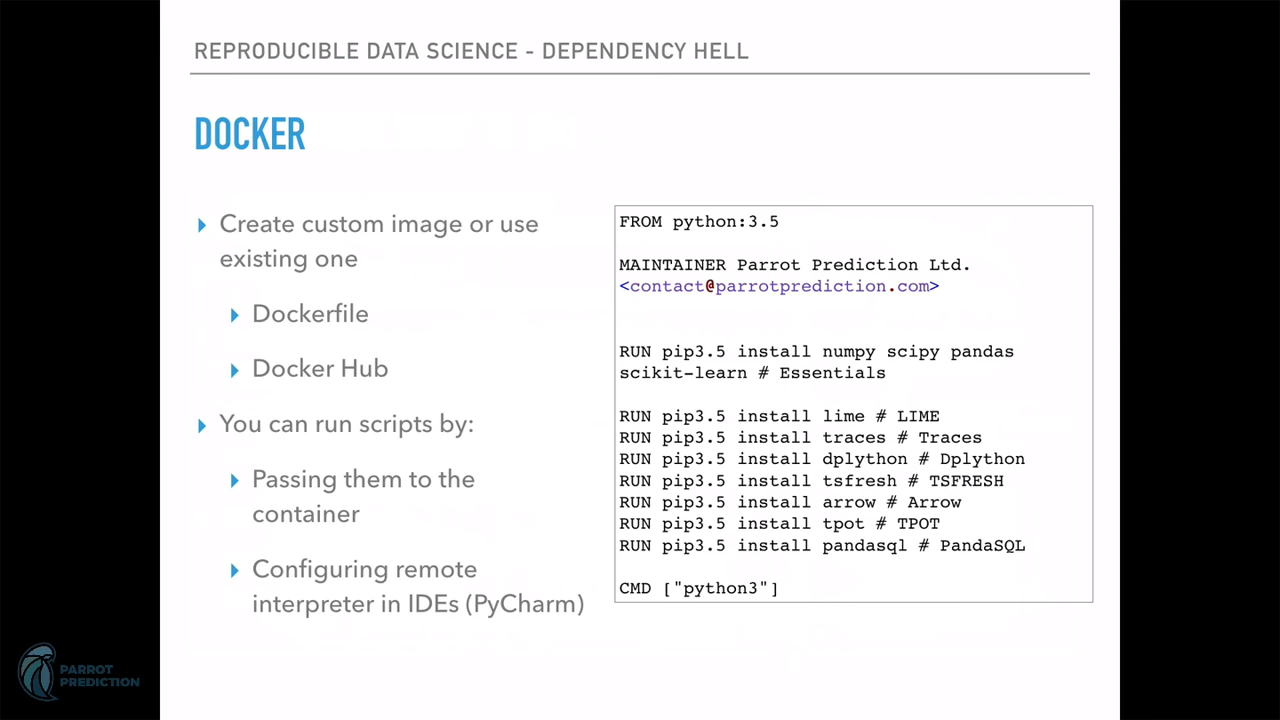 REPRODUCIBLE DATA SCIENCE - DEPENDENCY HELL
DOCKER
Create custom image or use
existing one
Dockerfile
Docker Hub
You can run scripts by:
Passing them to the
container
Configuring remote
interpreter in IDEs (PyCharm)
FROM python:3.5
MAINTAINER Parrot Prediction Ltd.
<contact@parrotprediction.com>
RUN pip3.5 install numpy scipy pandas
scikit-learn # Essentials
RUN pip3.5 install lime # LIME
RUN pip3.5 install traces # Traces
RUN pip3.5 install dplython # Dplython
RUN pip3.5 install tsfresh # TSFRESH
RUN pip3.5 install arrow # Arrow
RUN pip3.5 install tpot # TPOT
RUN pip3.5 install pandasql # PandaSQL
CMD ["python3"]
PARROT
PREDICTION